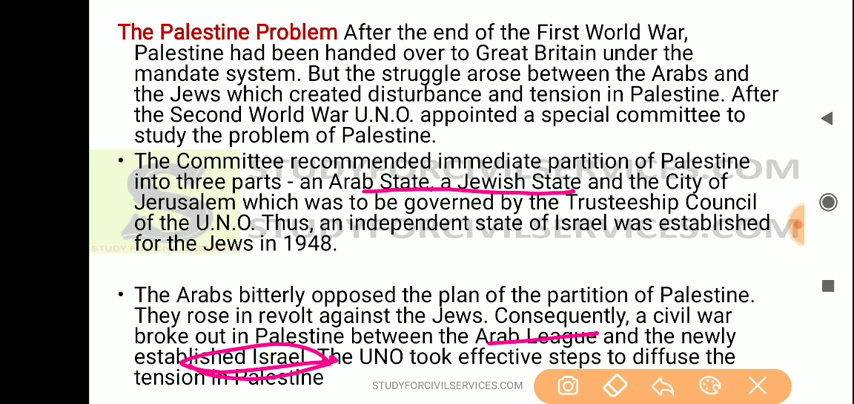 The Palestine Problem After the end of the First World War,
Palestine had been handed over to Great Britain under the
mandate system. But the struggle arose between the Arabs and
the Jews which created disturbance and tension in Palestine. After
the Second World War U.N.O. appointed a special committee to
study the problem of Palestine.
• The Committee recommended immediate partition of Palestine
into three parts - an Arab State, a Jewish State and the City of
Jerusalem which was to be governed by the Trusteeship Council
of the U.N.O. Thus, an independent state of Israel was established
for the Jews in 1948.
• The Arabs bitterly opposed the plan of the partition of Palestine.
They rose in revolt against the Jews. Consequently, a civil war
broke out in Palestine between the Arab League and the newly
established Israel. The UNO took effective steps to diffuse the
tension in Palestine
STUDYFORCIVILSERVICES.COM